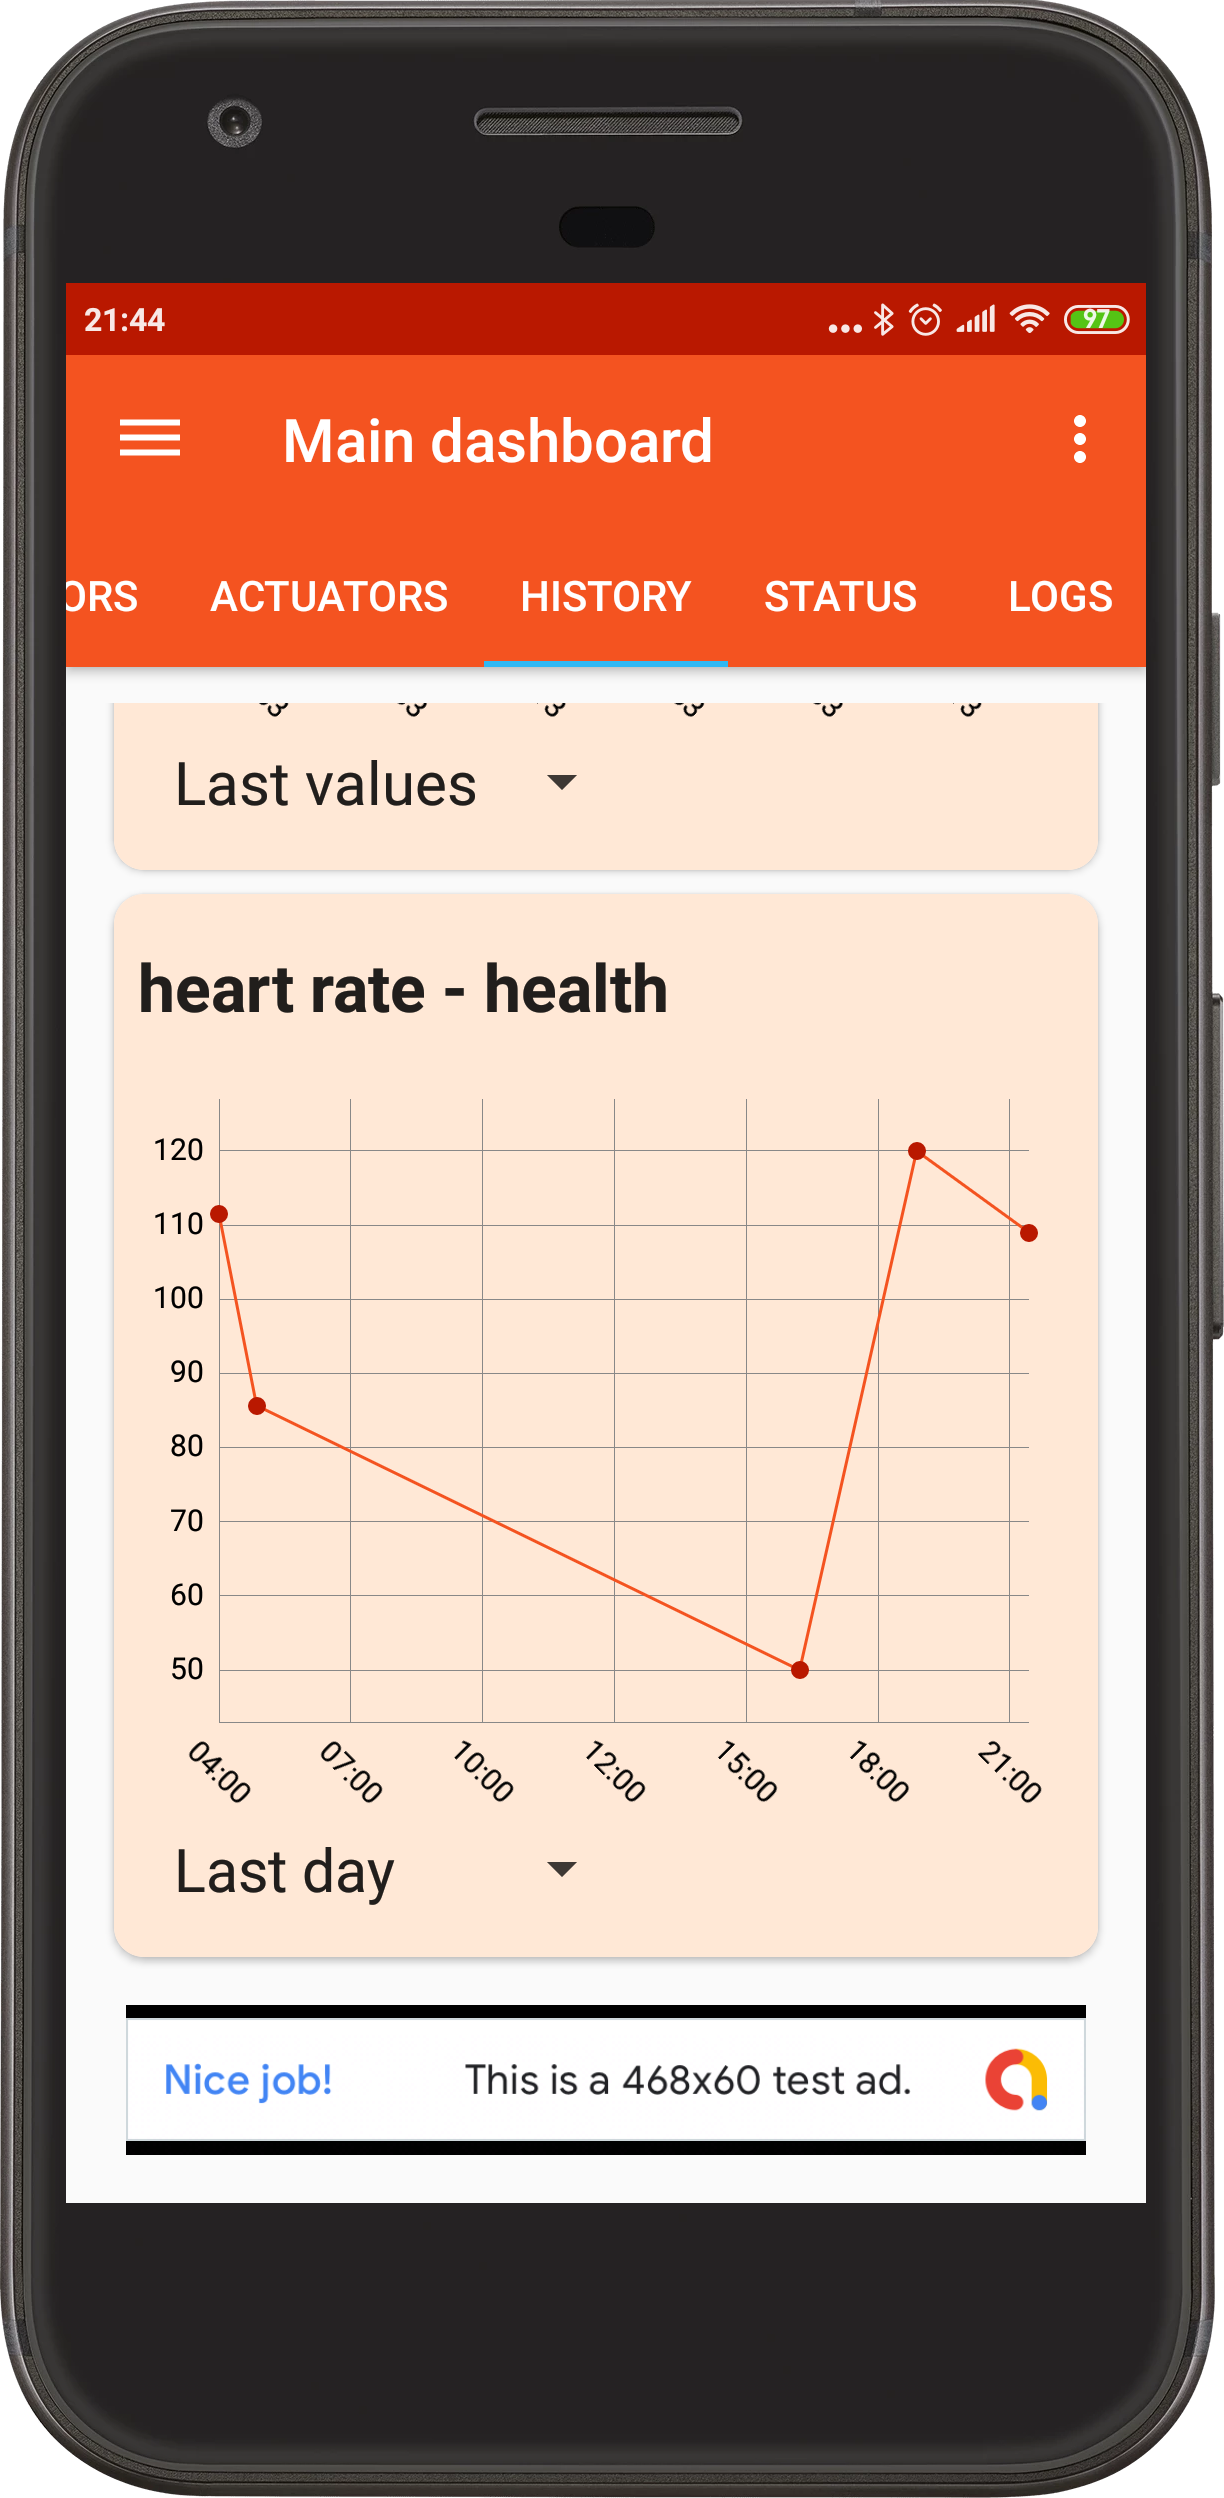 21:44
97
Main dashboard
ORS ACTUATORS HISTORY STATUS LOGS
Last values
heart rate - health
120
110
100
90
80
70
60
50
04:00 07:00 10:00 12:00 15:00 18:00 21:00
Last day
Nice job! This is a 468x60 test ad.